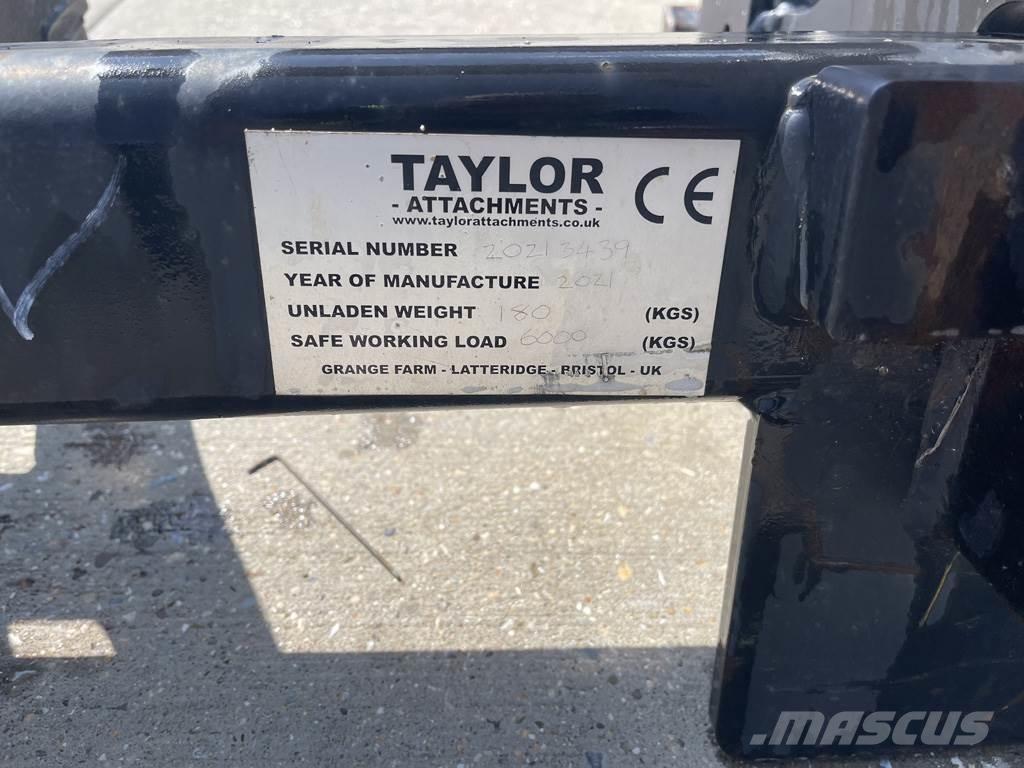 TAYLOR
- ATTACHMENTS -
www.taylorattachments.co.uk
CE
SERIAL NUMBER 20213439
YEAR OF MANUFACTURE 2021
UNLADEN WEIGHT 180 (KGS)
SAFE WORKING LOAD 6000 (KGS)
GRANGE FARM - LATTERIDGE - BRISTOL - UK
MASCUS